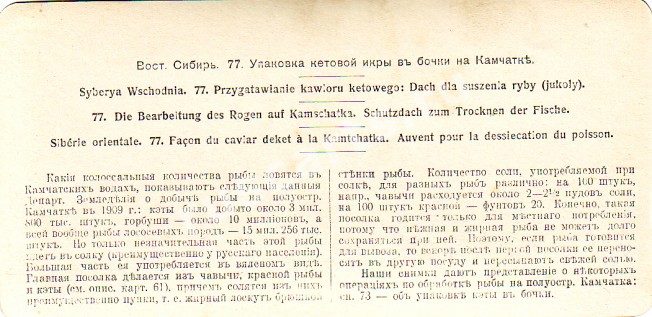 Вост. Сибирь. 77. Упаковка кетовой икры въ бочки на Камчаткѣ.
Syberya Wschodnia. 77. Przygatawianie kawioru ketowego: Dach dla suszenia ryby (jukoly).
77. Die Bearbeitung des Rogen auf Kamschatka. Schutzdach zum Trocknen der Fische.
Sibérie orientale. 77. Façon du caviar deket à la Kamtchatka. Auvent pour la dessiecation du poisson.
Какія колоссальныя количества рыбы ловятся въ
Камчатскихъ водахъ, показываютъ слѣдующія данныя
Департ. Земледѣлія о добычѣ рыбы на полуостр.
Камчаткѣ въ 1909 г.: кэты было добыто около 3 мил.
800 тыс. штукъ, горбуши — около 10 милліоновъ, а
всей вообще рыбы лососевыхъ породъ — 15 мил. 256 тыс.
штукъ. Но только незначительная часть этой рыбы
идетъ въ солку (преимущественно у русскаго населенія).
Большая часть ея употребляется въ вяленомъ видѣ.
Главная посолка дѣлается изъ чавычи, красной рыбы
и кэты (см. опис. карт. 61), причемъ солятся изъ нихъ
преимущественно пупки, т. е. жирный лоскутъ брюшной
стѣнки рыбы. Количество соли, употребляемой при
солкѣ, для разныхъ рыбъ различно: на 100 штукъ,
напр., чавычи расходуется около 2—2½ пудовъ соли,
на 100 штукъ красной — фунтовъ 20. Конечно, такая
посолка годится только для мѣстнаго потребленія,
потому что нѣжная и жирная рыба не можетъ долго
сохраняться при ней. Поэтому, если рыба готовится
для вывоза, то вскорѣ послѣ первой посолки ее перено-
сятъ въ другую посуду и пересыпаютъ свѣжей солью.
Наши снимки даютъ представленіе о нѣкоторыхъ
операціяхъ по обработкѣ рыбы на полуостр. Камчатка:
сн. 73 — объ упаковкѣ кэты въ бочки.